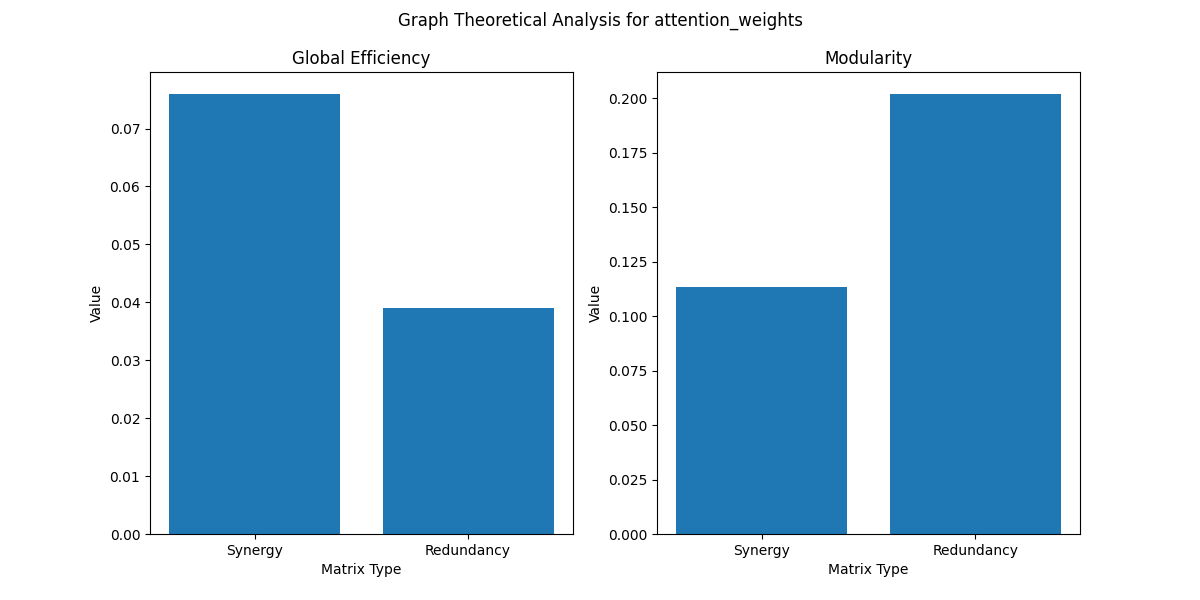 Graph Theoretical Analysis for attention_weights
Global Efficiency
Value
0.07
0.06
0.05
0.04
0.03
0.02
0.01
0.00
Synergy
Redundancy
Matrix Type
Modularity
Value
0.200
0.175
0.150
0.125
0.100
0.075
0.050
0.025
0.000
Synergy
Redundancy
Matrix Type